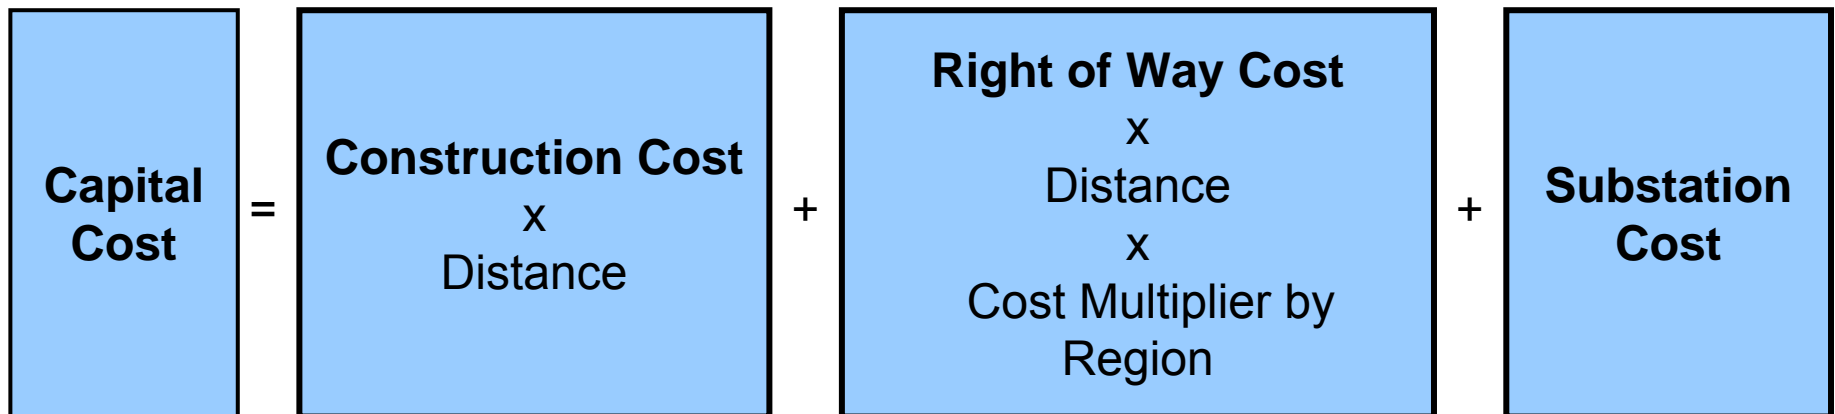 Capital
Cost
=
Construction Cost
x
Distance
+
Right of Way Cost
x
Distance
x
Cost Multiplier by
Region
+
Substation
Cost